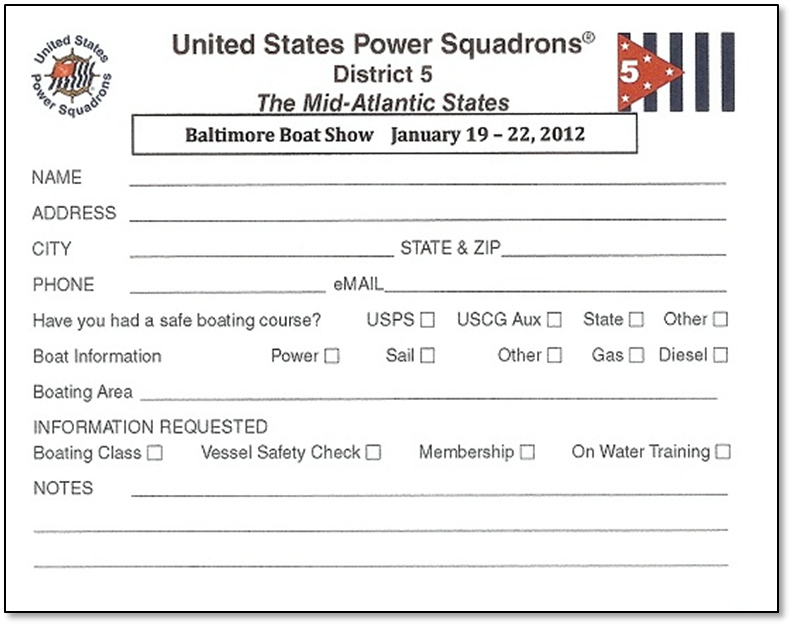 United States Power Squadrons®
United States Power Squadrons®
District 5
The Mid-Atlantic States
5
Baltimore Boat Show January 19 – 22, 2012
NAME
ADDRESS
CITY STATE & ZIP
PHONE eMAIL
Have you had a safe boating course? USPS USCG Aux State Other
Boat Information Power Sail Other Gas Diesel
Boating Area
INFORMATION REQUESTED
Boating Class Vessel Safety Check Membership On Water Training
NOTES